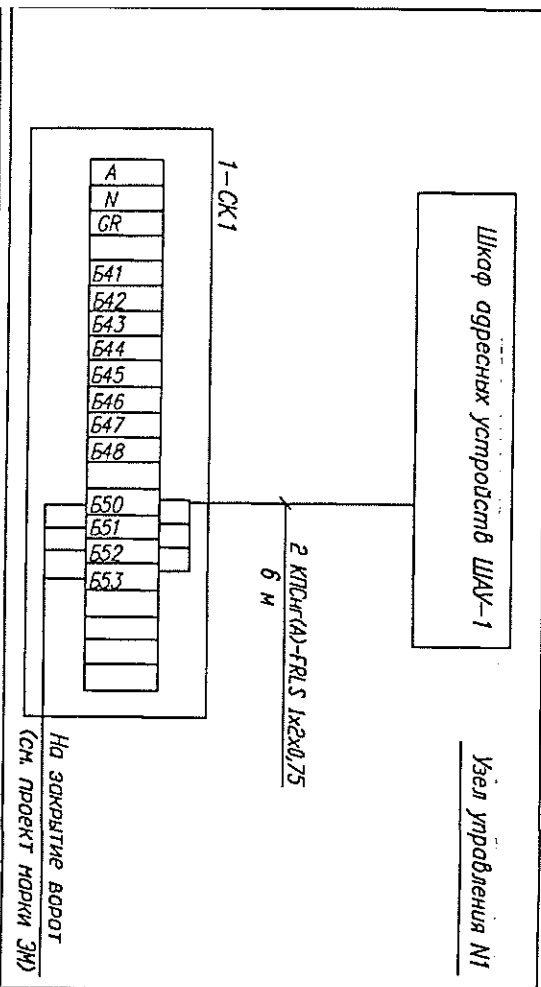 Узел управления N1
Шкаф адресных устройств ШАУ-1
2 КПСнг(А)-FRLS 1x2x0,75
6 м
1-СК1
A
N
GR
Б41
Б42
Б43
Б44
Б45
Б46
Б47
Б48
Б50
Б51
Б52
Б53
На закрытие ворот
(см. проект марки ЭМ)